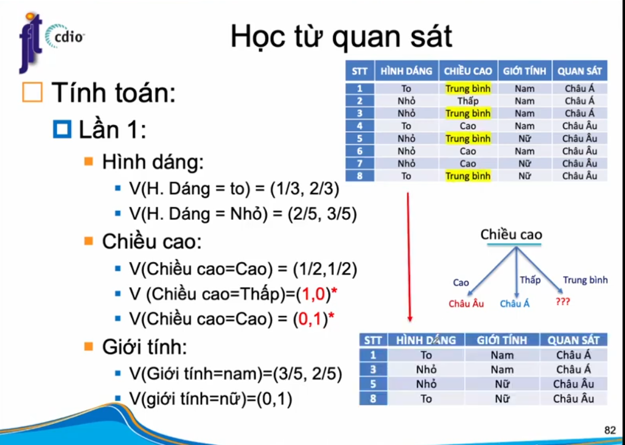 fit cdio
Học từ quan sát
Tính toán:
Lần 1:
Hình dáng:
V(H. Dáng = to) = (1/3, 2/3)
V(H. Dáng = Nhỏ) = (2/5, 3/5)
Chiều cao:
V(Chiều cao=Cao) = (1/2,1/2)
V (Chiều cao=Thấp)=(1,0)*
V(Chiều cao=Cao) = (0,1)*
Giới tính:
V(Giới tính=nam)=(3/5, 2/5)
V(giới tính=nữ)=(0,1)
STT HÌNH DÁNG CHIỀU CAO GIỚI TÍNH QUAN SÁT
1 To Trung bình Nam Châu Á
2 Nhỏ Thấp Nam Châu Á
3 Nhỏ Trung bình Nam Châu Á
4 To Cao Nam Châu Âu
5 Nhỏ Trung bình Nữ Châu Âu
6 Nhỏ Cao Nam Châu Âu
7 Nhỏ Cao Nữ Châu Âu
8 To Trung bình Nữ Châu Âu
Chiều cao
Cao Thấp Trung bình
Châu Âu Châu Á ???
STT HÌNH DÁNG GIỚI TÍNH QUAN SÁT
1 To Nam Châu Á
3 Nhỏ Nam Châu Á
5 Nhỏ Nữ Châu Âu
8 To Nữ Châu Âu
82